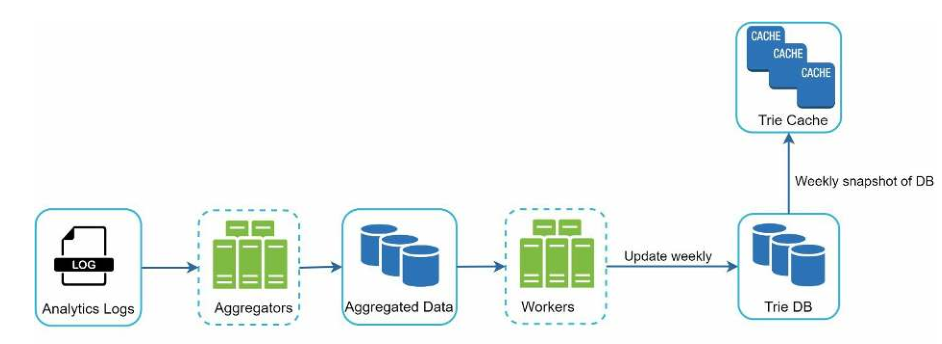 CACHE
CACHE
CACHE
Trie Cache
Weekly snapshot of DB
LOG
Update weekly
Analytics Logs
Aggregators
Aggregated Data
Workers
Trie DB